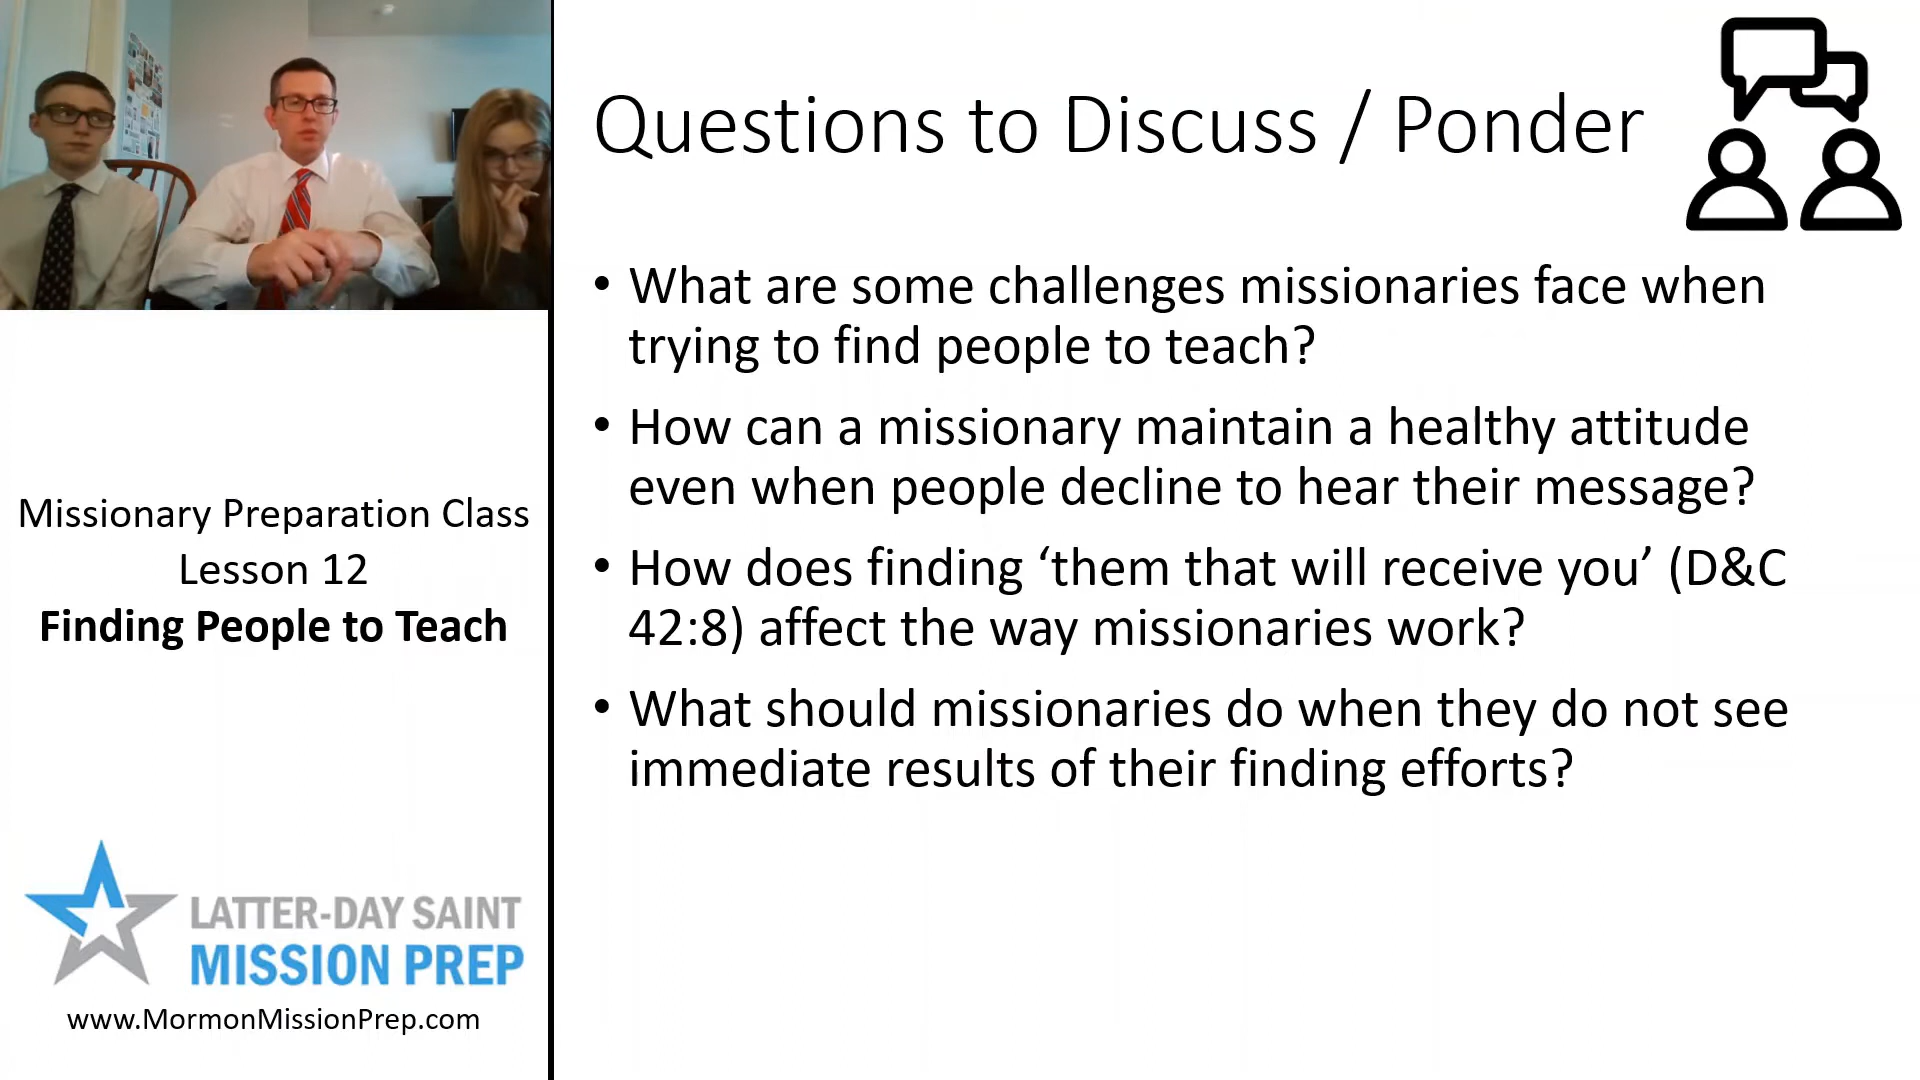 Missionary Preparation Class
Lesson 12
Finding People to Teach
LATTER-DAY SAINT
MISSION PREP
www.MormonMissionPrep.com
Questions to Discuss / Ponder
• What are some challenges missionaries face when
trying to find people to teach?
• How can a missionary maintain a healthy attitude
even when people decline to hear their message?
• How does finding ‘them that will receive you’ (D&C
42:8) affect the way missionaries work?
• What should missionaries do when they do not see
immediate results of their finding efforts?